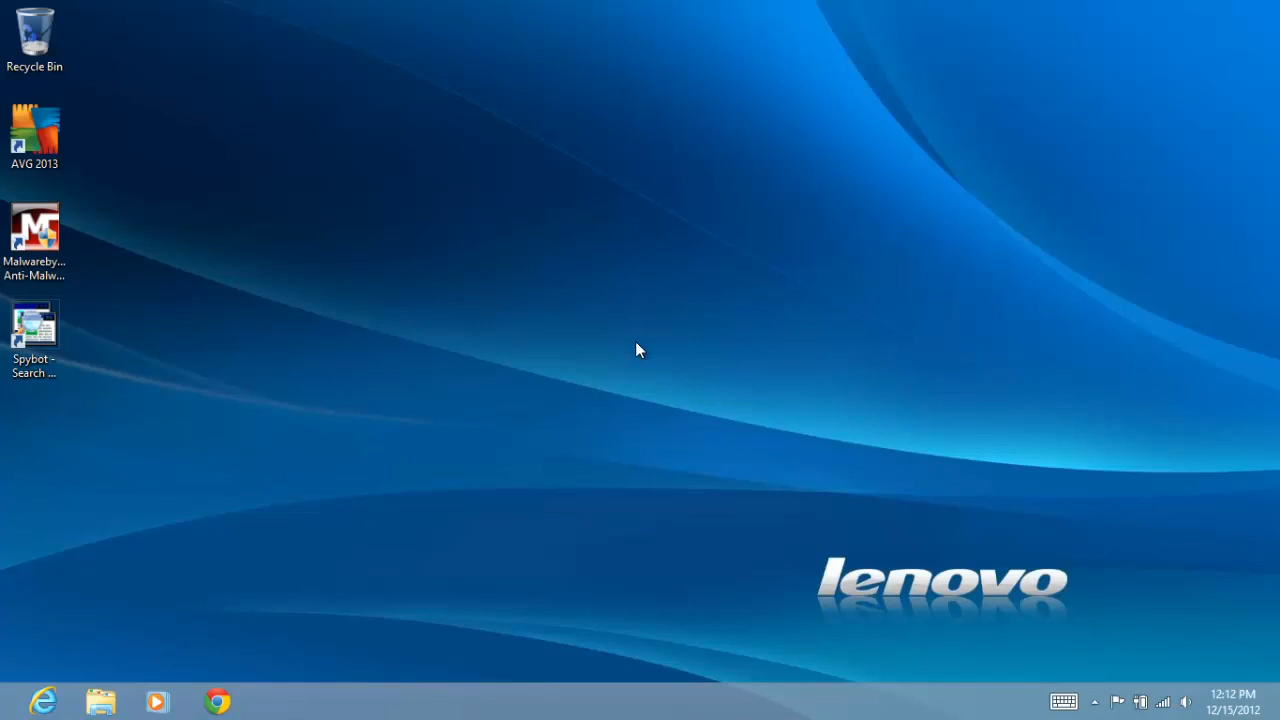 Recycle Bin
AVG 2013
Malwareby...
Anti-Malw...
Spybot -
Search ...
lenovo
12:12 PM
12/15/2012